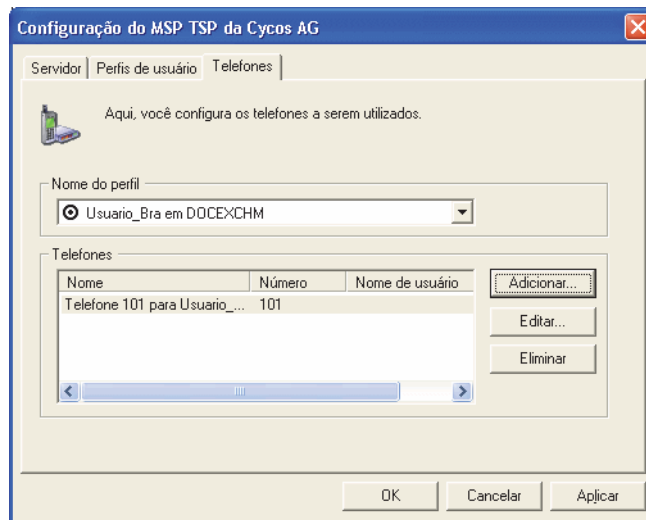 Configuração do MSP TSP da Cycos AG
Servidor Perfis de usuário Telefones
Aqui, você configura os telefones a serem utilizados.
Nome do perfil
Usuario_Bra em DOCEXCHM
Telefones
Nome Número Nome de usuário
Telefone 101 para Usuario_... 101
Adicionar...
Editar...
Eliminar
OK Cancelar Aplicar